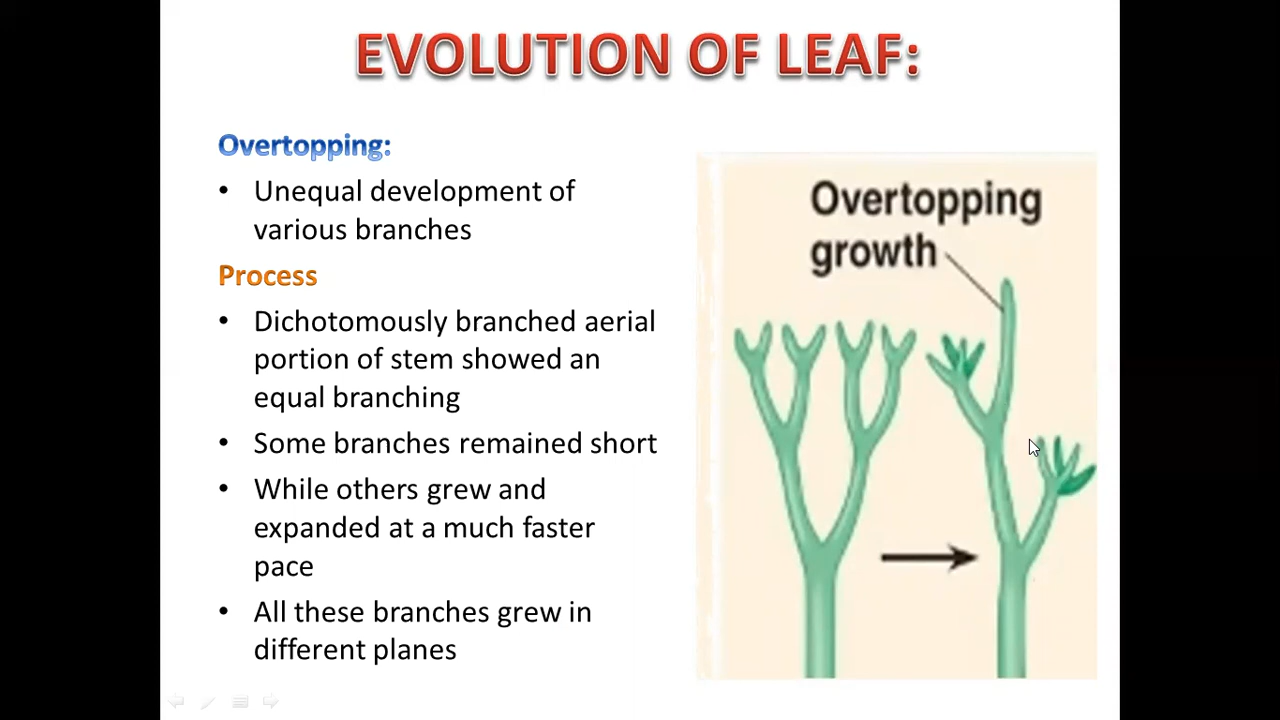 EVOLUTION OF LEAF:
Overtopping:
• Unequal development of
various branches
Process
• Dichotomously branched aerial
portion of stem showed an
equal branching
• Some branches remained short
• While others grew and
expanded at a much faster
pace
• All these branches grew in
different planes
Overtopping
growth